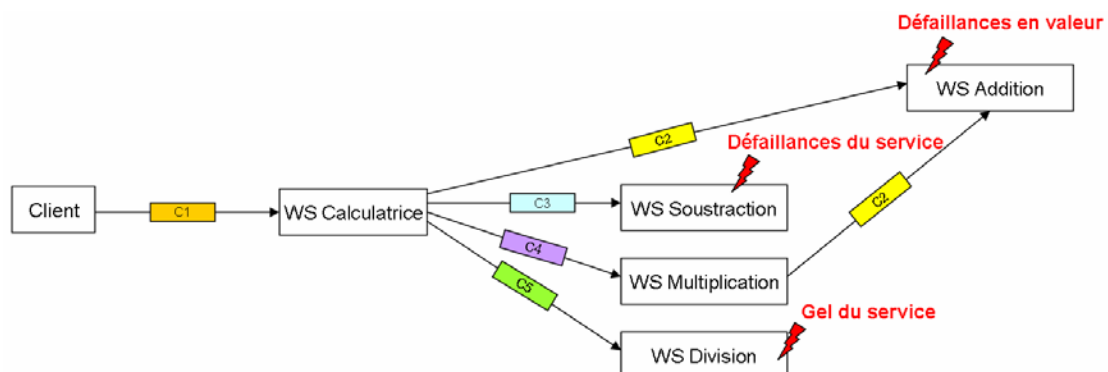 Défaillances en valeur
WS Addition
C2
Défaillances du service
Client
C1
WS Calculatrice
C3
WS Soustraction
C2
C4
WS Multiplication
C5
Gel du service
WS Division